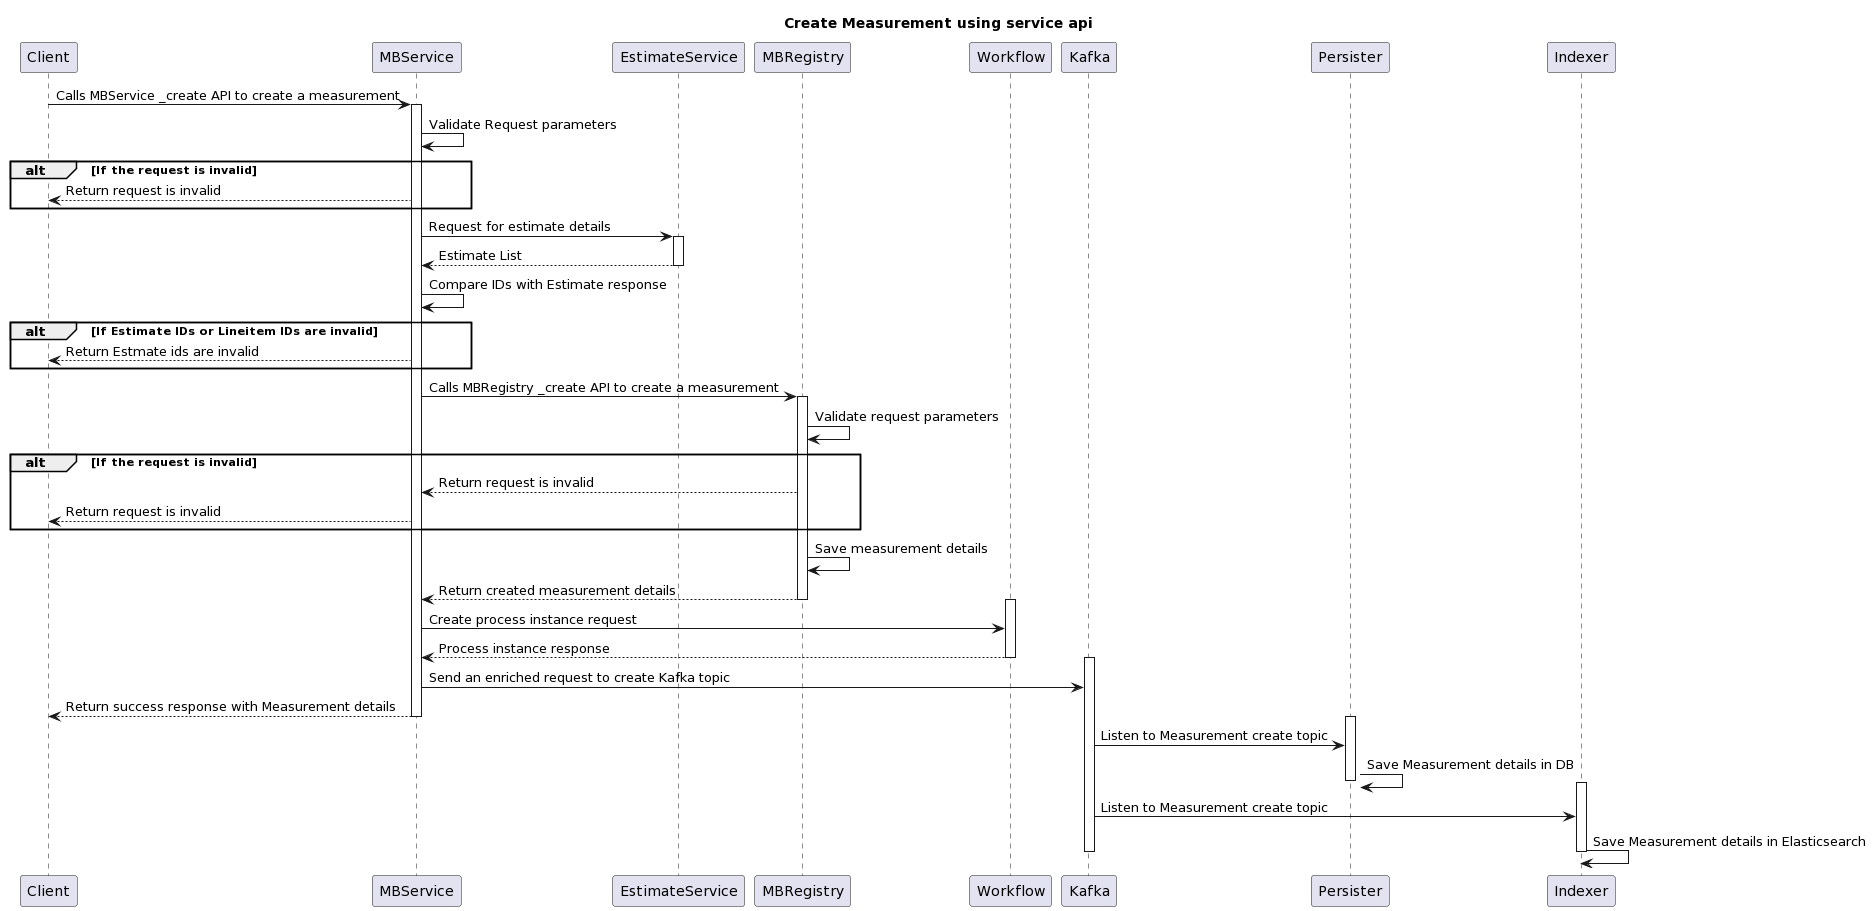 Create Measurement using service api
Client MBService EstimateService MBRegistry Workflow Kafka Persister Indexer
Calls MBService _create API to create a measurement
Validate Request parameters
alt [If the request is invalid]
Return request is invalid
Request for estimate details
Estimate List
Compare IDs with Estimate response
alt [If Estimate IDs or Lineitem IDs are invalid]
Return Estmate ids are invalid
Calls MBRegistry _create API to create a measurement
Validate request parameters
alt [If the request is invalid]
Return request is invalid
Return request is invalid
Save measurement details
Return created measurement details
Create process instance request
Process instance response
Send an enriched request to create Kafka topic
Return success response with Measurement details
Listen to Measurement create topic
Save Measurement details in DB
Listen to Measurement create topic
Save Measurement details in Elasticsearch
Client MBService EstimateService MBRegistry Workflow Kafka Persister Indexer